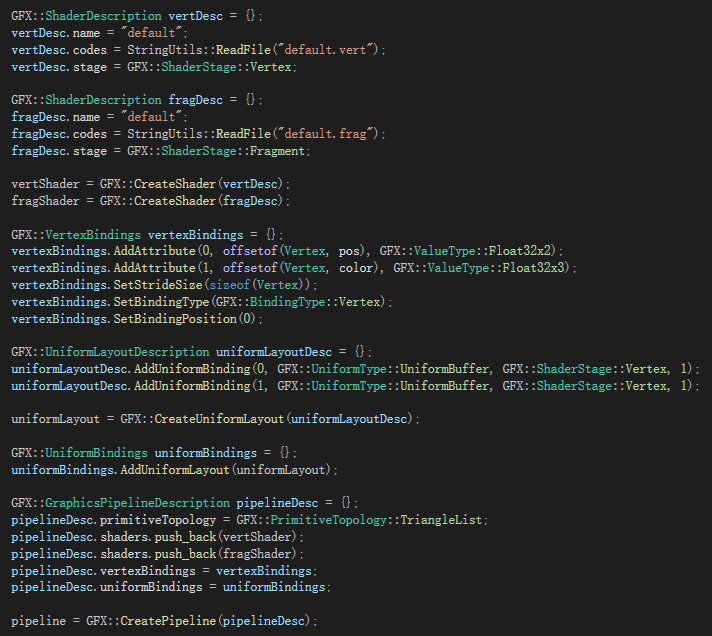 GFX::ShaderDescription vertDesc = {};
vertDesc.name = "default";
vertDesc.codes = StringUtils::ReadFile("default.vert");
vertDesc.stage = GFX::ShaderStage::Vertex;
GFX::ShaderDescription fragDesc = {};
fragDesc.name = "default";
fragDesc.codes = StringUtils::ReadFile("default.frag");
fragDesc.stage = GFX::ShaderStage::Fragment;
vertShader = GFX::CreateShader(vertDesc);
fragShader = GFX::CreateShader(fragDesc);
GFX::VertexBindings vertexBindings = {};
vertexBindings.AddAttribute(0, offsetof(Vertex, pos), GFX::ValueType::Float32x2);
vertexBindings.AddAttribute(1, offsetof(Vertex, color), GFX::ValueType::Float32x3);
vertexBindings.SetStrideSize(sizeof(Vertex));
vertexBindings.SetBindingType(GFX::BindingType::Vertex);
vertexBindings.SetBindingPosition(0);
GFX::UniformLayoutDescription uniformLayoutDesc = {};
uniformLayoutDesc.AddUniformBinding(0, GFX::UniformType::UniformBuffer, GFX::ShaderStage::Vertex, 1);
uniformLayoutDesc.AddUniformBinding(1, GFX::UniformType::UniformBuffer, GFX::ShaderStage::Vertex, 1);
uniformLayout = GFX::CreateUniformLayout(uniformLayoutDesc);
GFX::UniformBindings uniformBindings = {};
uniformBindings.AddUniformLayout(uniformLayout);
GFX::GraphicsPipelineDescription pipelineDesc = {};
pipelineDesc.primitiveTopology = GFX::PrimitiveTopology::TriangleList;
pipelineDesc.shaders.push_back(vertShader);
pipelineDesc.shaders.push_back(fragShader);
pipelineDesc.vertexBindings = vertexBindings;
pipelineDesc.uniformBindings = uniformBindings;
pipeline = GFX::CreatePipeline(pipelineDesc);